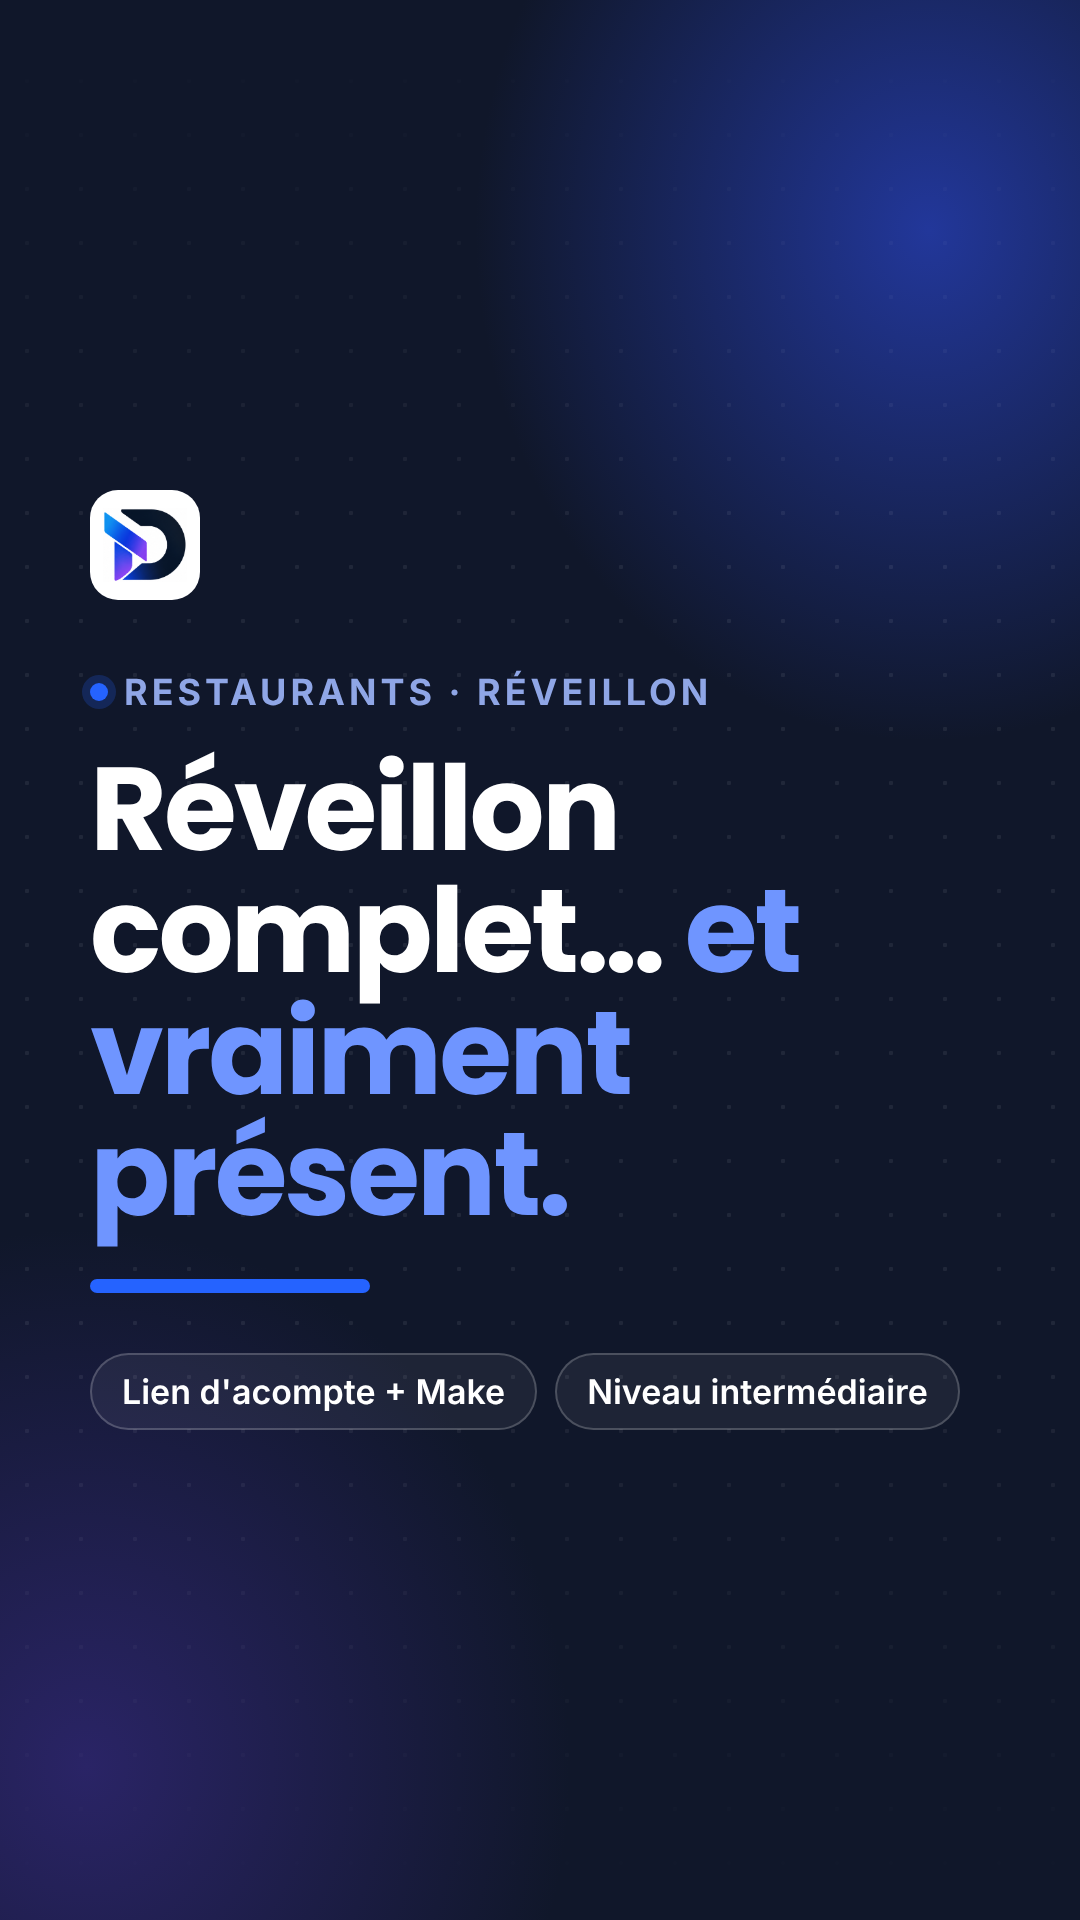 RESTAURANTS · RÉVEILLON
Réveillon
complet... et
vraiment
présent.
Lien d'acompte + Make
Niveau intermédiaire